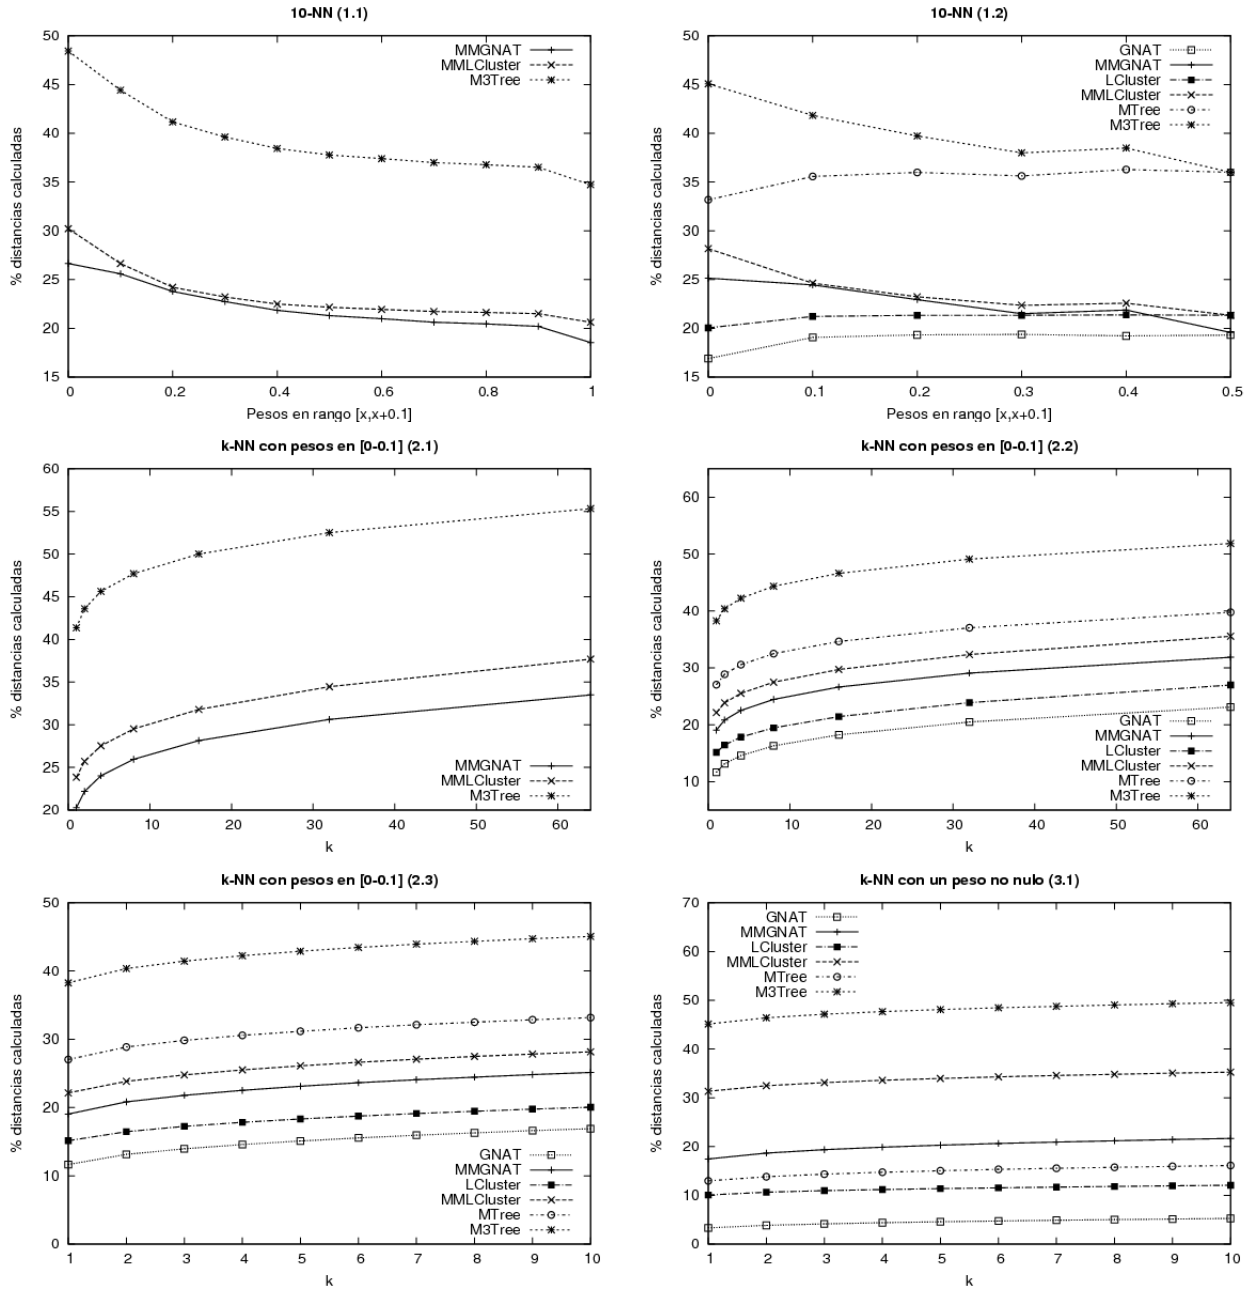 10-NN (1.1)
% distancias calculadas
50
45
40
35
30
25
20
15
MMGNAT
MMLCluster
M3Tree
0 0.2 0.4 0.6 0.8 1
Pesos en rango [x,x+0.1]
10-NN (1.2)
% distancias calculadas
50
45
40
35
30
25
20
15
GNAT
MMGNAT
LCluster
MMLCluster
MTree
M3Tree
0 0.1 0.2 0.3 0.4 0.5
Pesos en rango [x,x+0.1]
k-NN con pesos en [0-0.1] (2.1)
% distancias calculadas
60
55
50
45
40
35
30
25
20
MMGNAT
MMLCluster
M3Tree
0 10 20 30 40 50 60
k
k-NN con pesos en [0-0.1] (2.2)
% distancias calculadas
60
50
40
30
20
10
GNAT
MMGNAT
LCluster
MMLCluster
MTree
M3Tree
0 10 20 30 40 50 60
k
k-NN con pesos en [0-0.1] (2.3)
% distancias calculadas
50
40
30
20
10
0
GNAT
MMGNAT
LCluster
MMLCluster
MTree
M3Tree
1 2 3 4 5 6 7 8 9 10
k
k-NN con un peso no nulo (3.1)
% distancias calculadas
70
60
50
40
30
20
10
0
GNAT
MMGNAT
LCluster
MMLCluster
MTree
M3Tree
1 2 3 4 5 6 7 8 9 10
k